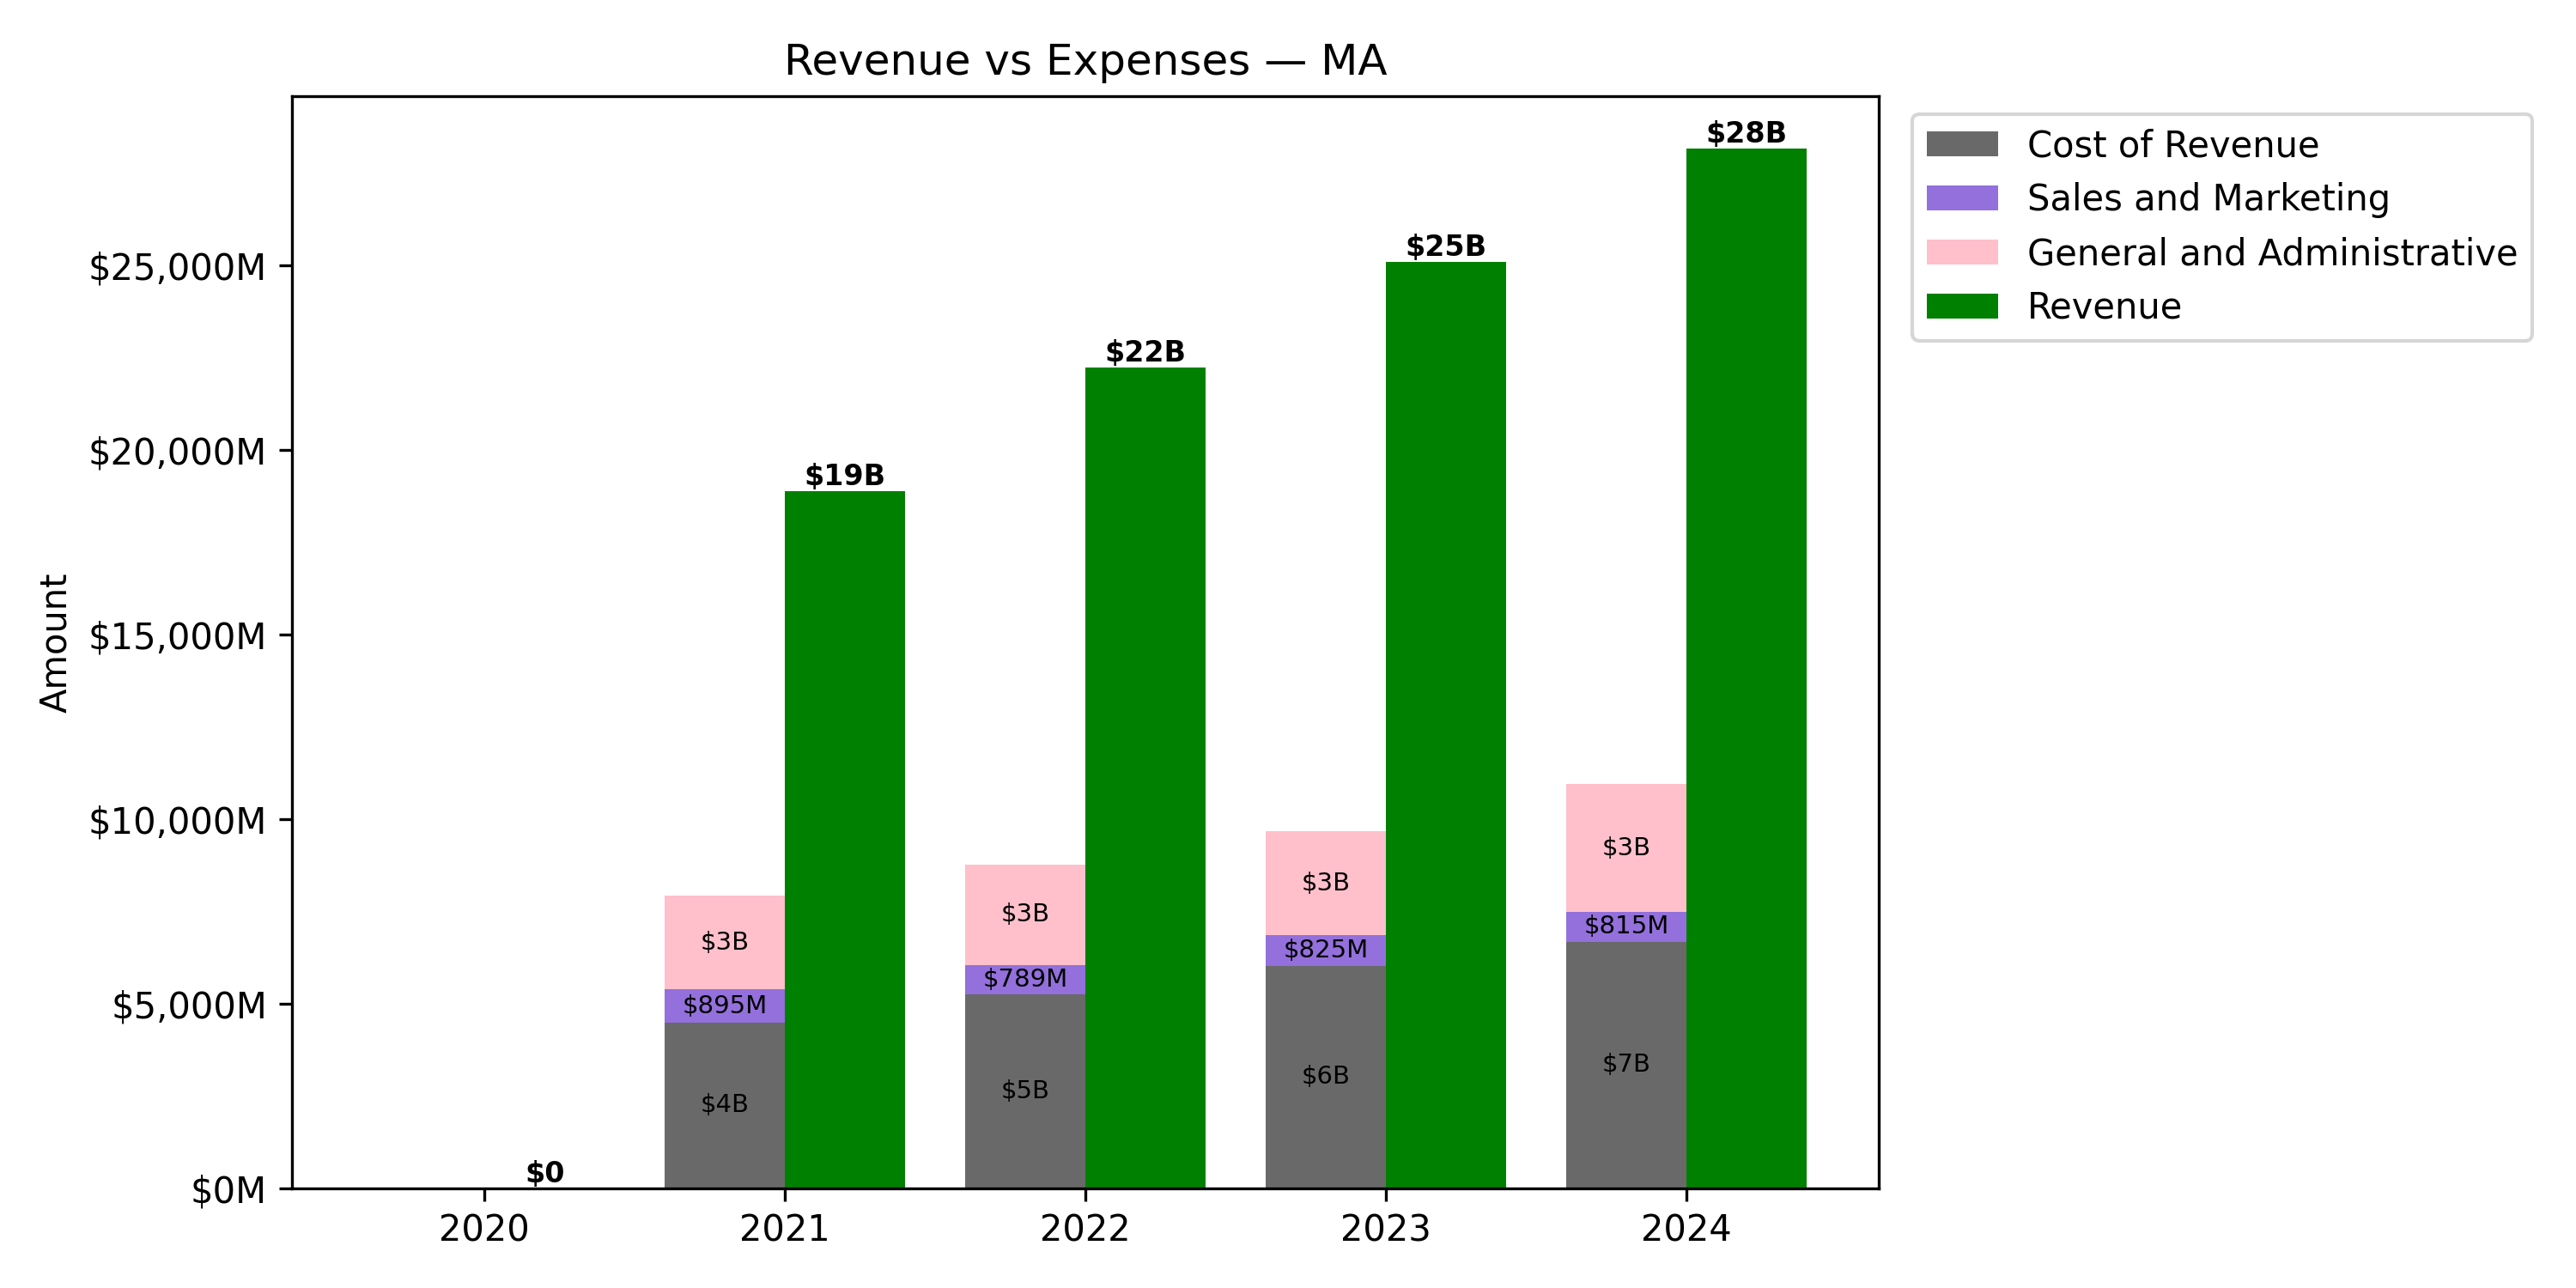 Revenue vs Expenses — MA
Cost of Revenue
Sales and Marketing
General and Administrative
Revenue
Amount
$25,000M
$20,000M
$15,000M
$10,000M
$5,000M
$0M
$0
$19B
$3B
$895M
$4B
$22B
$3B
$789M
$5B
$25B
$3B
$825M
$6B
$28B
$3B
$815M
$7B
2020 2021 2022 2023 2024